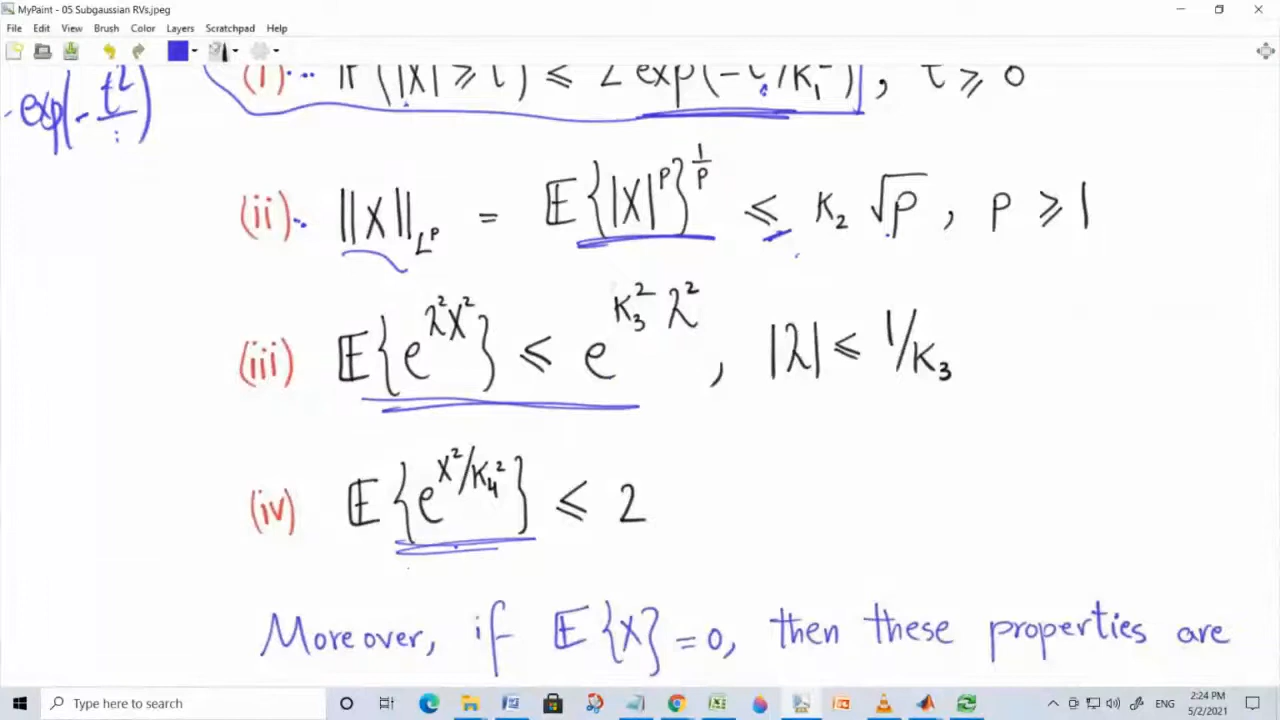 MyPaint - 05 Subgaussian RVs.jpeg
File Edit View Brush Color Layers Scratchpad Help
exp(-t²/
(i) (|X| ≥ t) ≤ 2 exp(-t²/K₁²), t ≥ 0
(ii) ||X||_{L^p} = E{|X|^p}^{1/p} ≤ K₂ √p, p ≥ 1
(iii) E{e^{λ²X²}} ≤ e^{K₃² λ²}, |λ| ≤ 1/K₃
(iv) E{e^{X²/K₄²}} ≤ 2
Moreover, if E{X} = 0, then these properties are
Type here to search
ENG
2:24 PM
5/2/2021